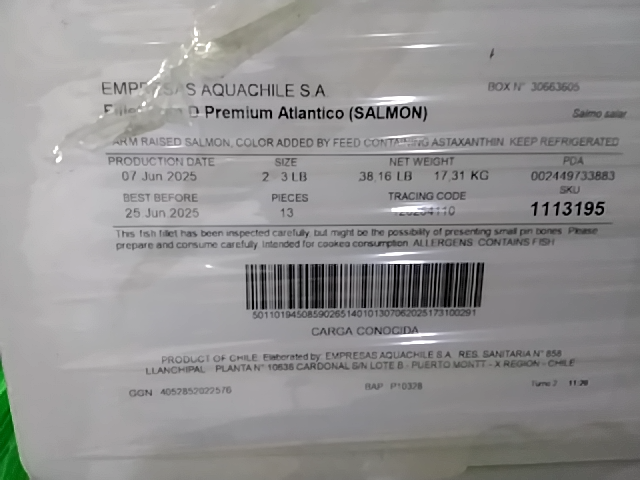 EMPRESAS AQUACHILE S.A.
BOX N° 30663605
D Premium Atlantico (SALMON)
Salmo salar
FARM RAISED SALMON, COLOR ADDED BY FEED CONTAINING ASTAXANTHIN. KEEP REFRIGERATED
PRODUCTION DATE SIZE NET WEIGHT PDA
07 Jun 2025 2 3 LB 38,16 LB 17,31 KG 002449733883
BEST BEFORE PIECES TRACING CODE SKU
25 Jun 2025 13 1113195
This fish fillet has been inspected carefully, but might be the possibility of presenting small pin bones. Please
prepare and consume carefully. Intended for cooked consumption. ALLERGENS: CONTAINS FISH
CARGA CONOCIDA
PRODUCT OF CHILE. Elaborated by: EMPRESAS AQUACHILE S.A. RES. SANITARIA N° 858
LLANCHIPAL PLANTA N° 10636 CARDONAL S/N LOTE B - PUERTO MONTT - X REGION - CHILE
GGN 4052852022576 BAP P10328 Turno 2 11:20